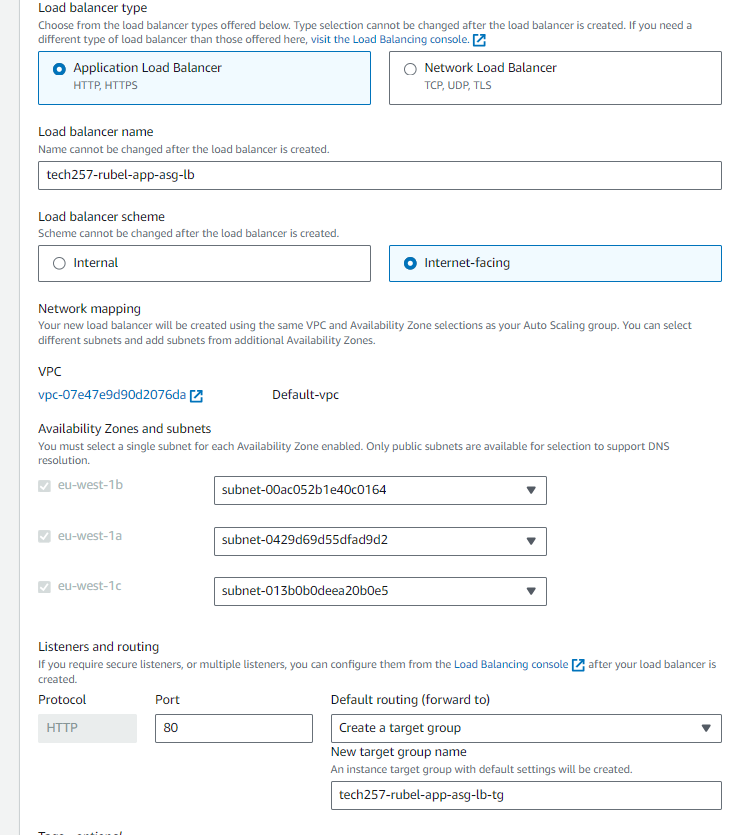 Load balancer type
Choose from the load balancer types offered below. Type selection cannot be changed after the load balancer is created. If you need a
different type of load balancer than those offered here, visit the Load Balancing console.
Application Load Balancer
HTTP, HTTPS
Network Load Balancer
TCP, UDP, TLS
Load balancer name
Name cannot be changed after the load balancer is created.
tech257-rubel-app-asg-lb
Load balancer scheme
Scheme cannot be changed after the load balancer is created.
Internal
Internet-facing
Network mapping
Your new load balancer will be created using the same VPC and Availability Zone selections as your Auto Scaling group. You can select
different subnets and add subnets from additional Availability Zones.
VPC
vpc-07e47e9d90d2076da
Default-vpc
Availability Zones and subnets
You must select a single subnet for each Availability Zone enabled. Only public subnets are available for selection to support DNS
resolution.
eu-west-1b
subnet-00ac052b1e40c0164
eu-west-1a
subnet-0429d69d55dfad9d2
eu-west-1c
subnet-013b0b0deea20b0e5
Listeners and routing
If you require secure listeners, or multiple listeners, you can configure them from the Load Balancing console after your load balancer is
created.
Protocol
Port
Default routing (forward to)
HTTP
80
Create a target group
New target group name
An instance target group with default settings will be created.
tech257-rubel-app-asg-lb-tg